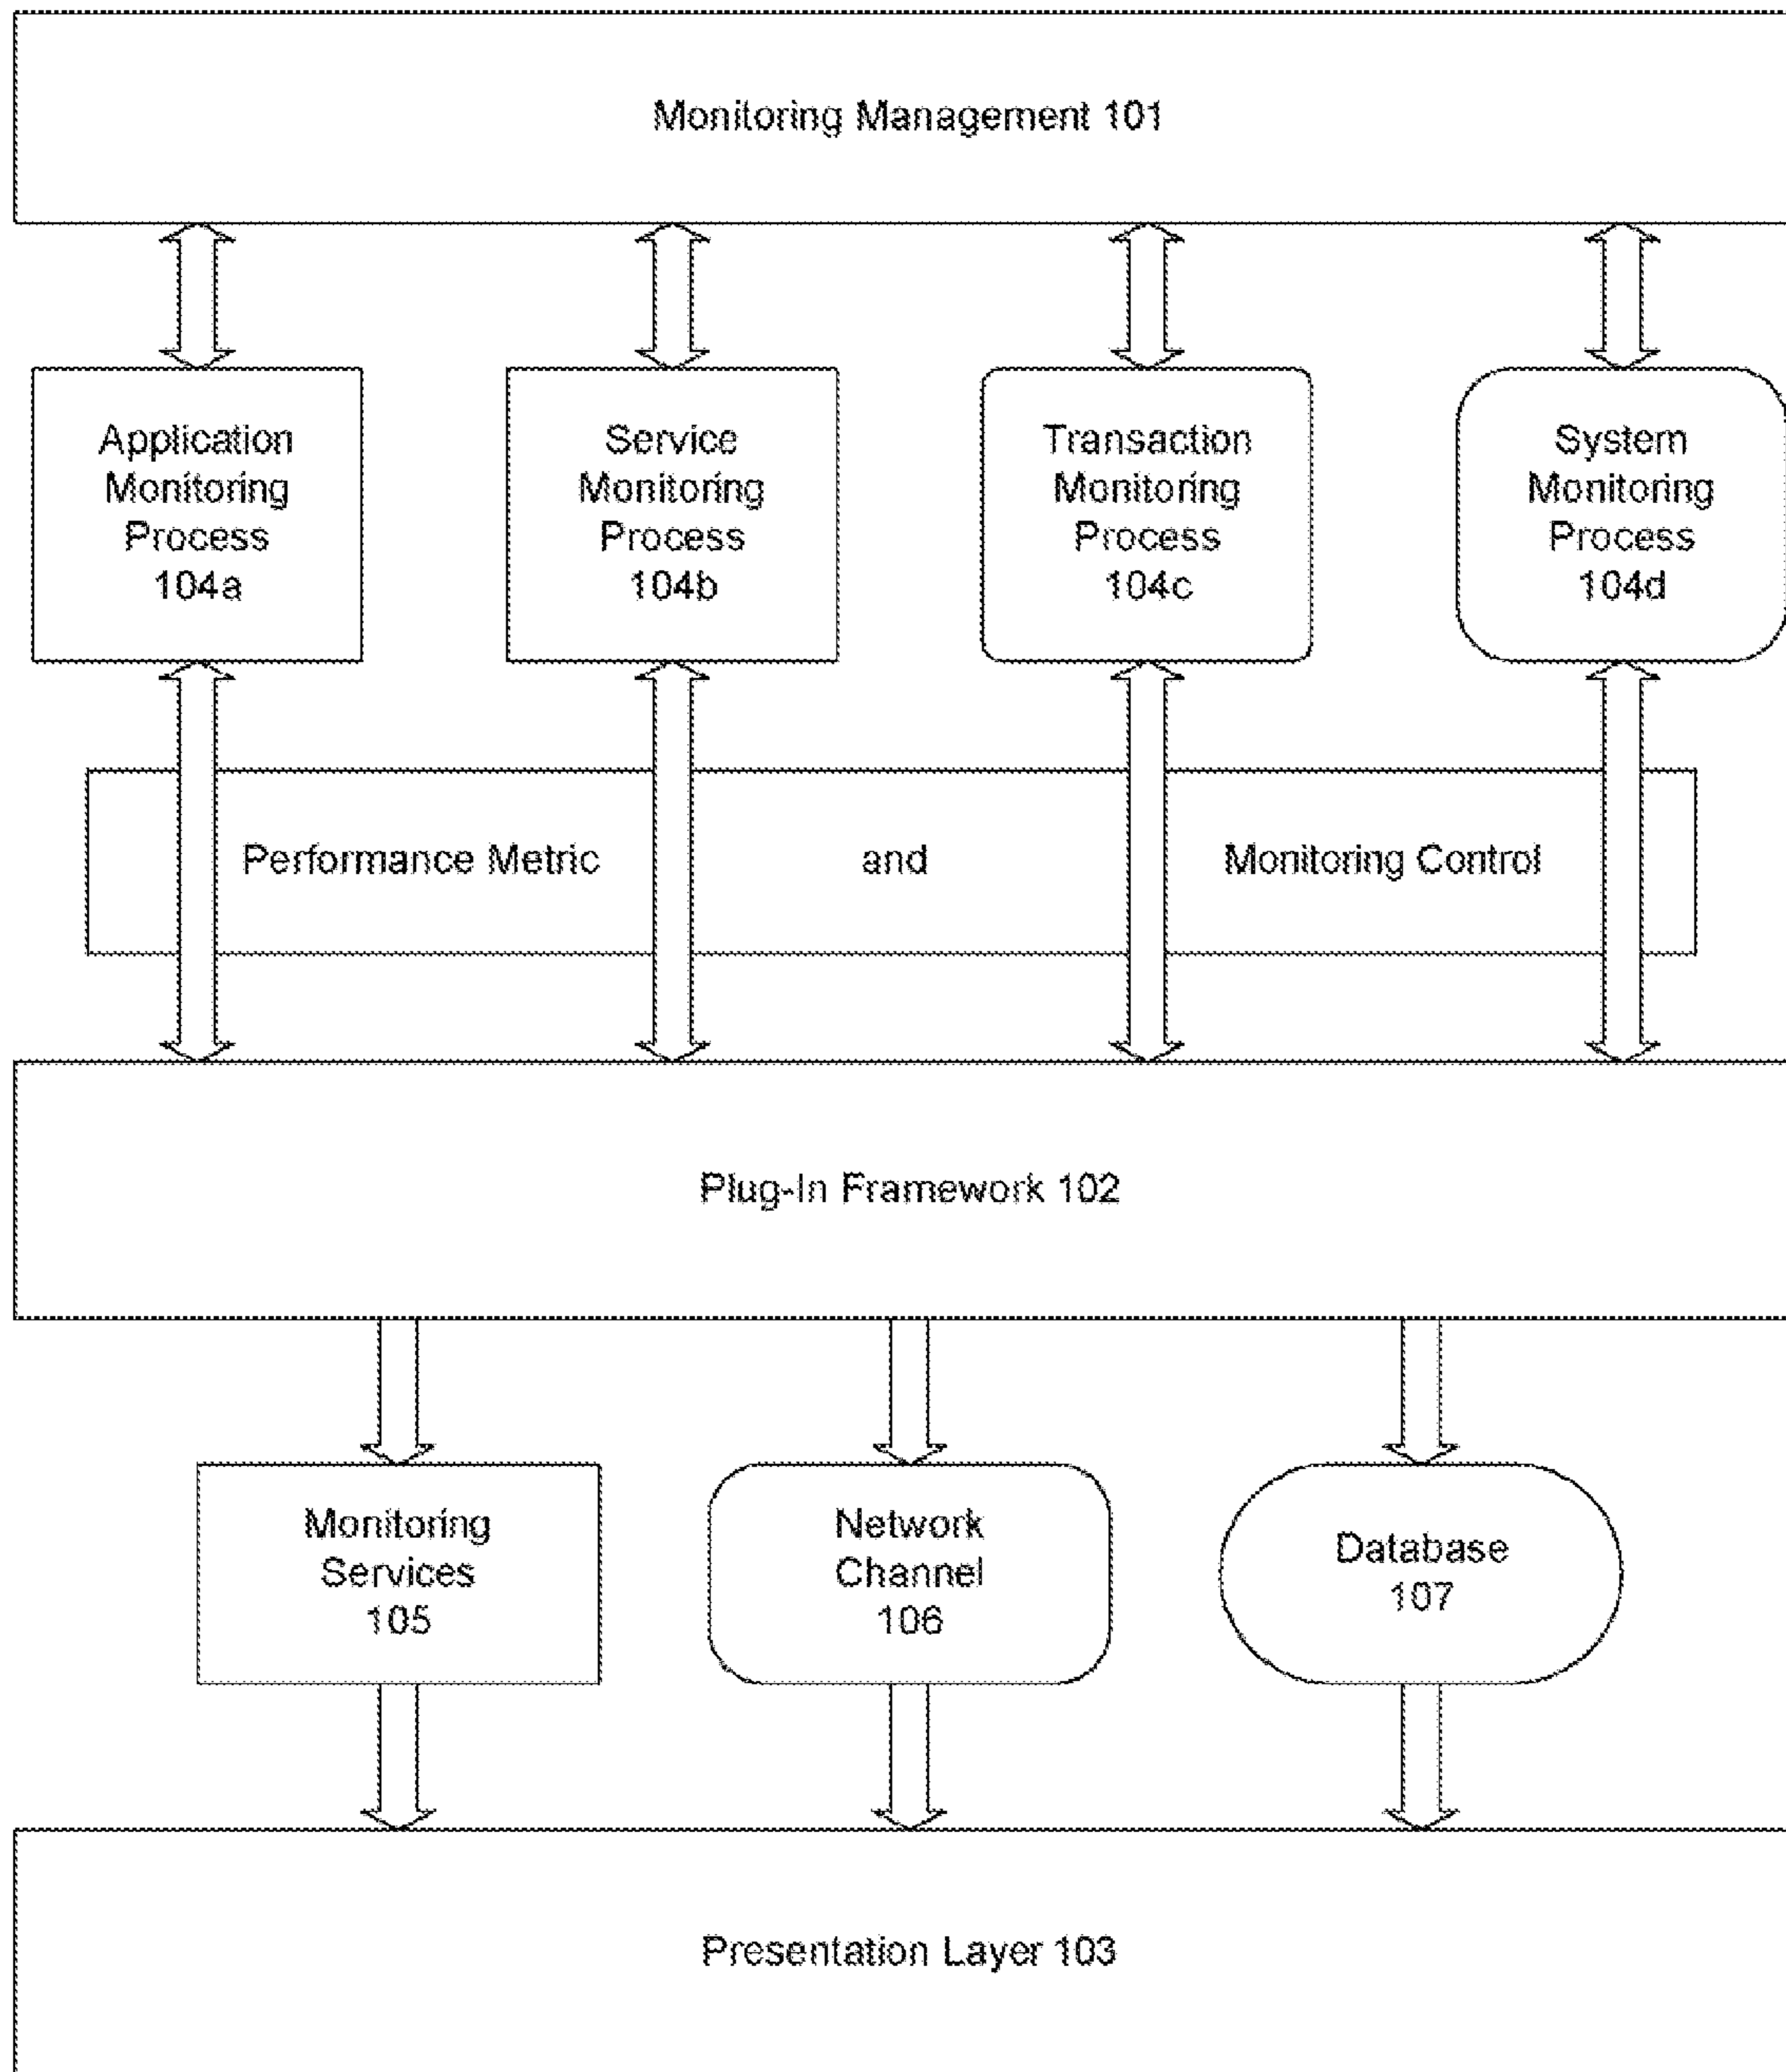 Monitoring Management 101
Application
Monitoring
Process
104a
Service
Monitoring
Process
104b
Transaction
Monitoring
Process
104c
System
Monitoring
Process
104d
Performance Metric and Monitoring Control
Plug-In Framework 102
Monitoring
Services
105
Network
Channel
106
Database
107
Presentation Layer 103